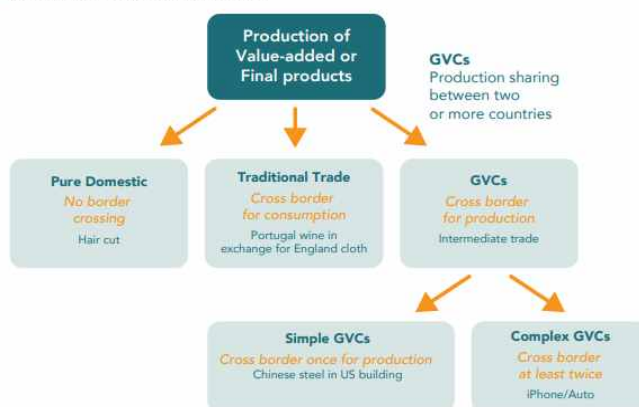 Production of
Value-added or
Final products
GVCs
Production sharing
between two
or more countries
Pure Domestic
No border
crossing
Hair cut
Traditional Trade
Cross border
for consumption
Portugal wine in
exchange for England cloth
GVCs
Cross border
for production
Intermediate trade
Simple GVCs
Cross border once for production
Chinese steel in US building
Complex GVCs
Cross border
at least twice
iPhone/Auto